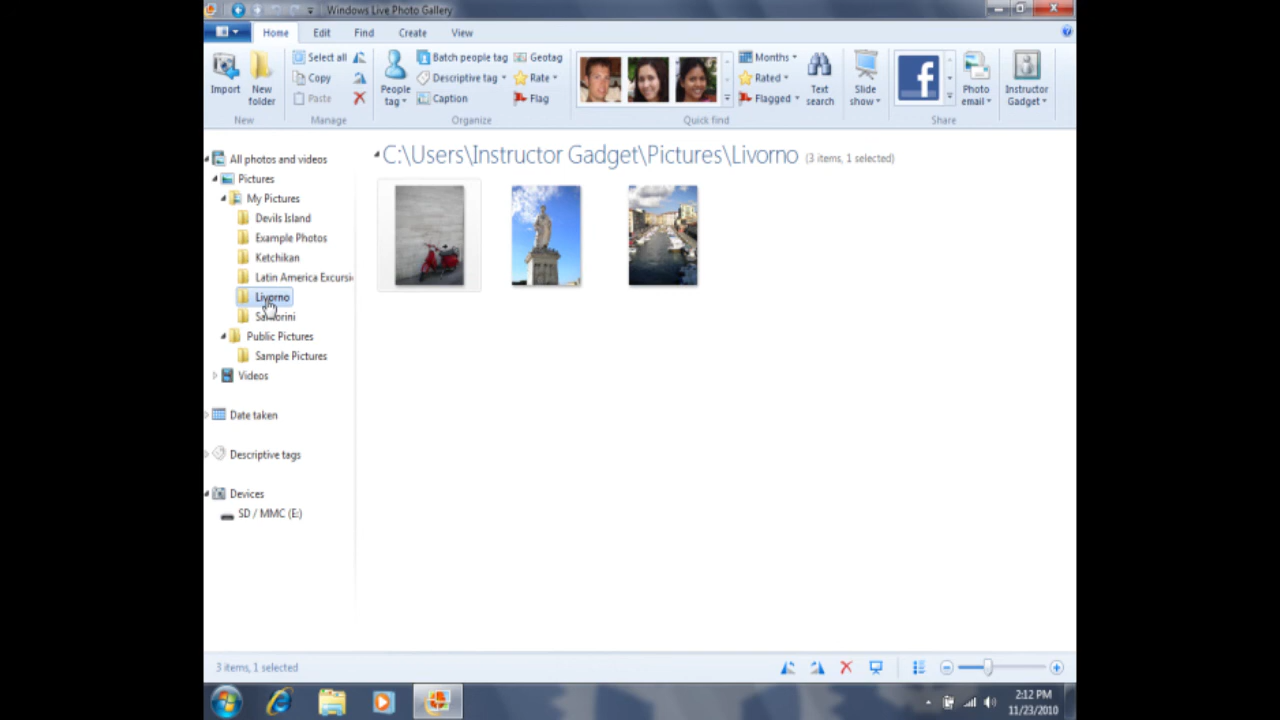 Windows Live Photo Gallery
Home Edit Find Create View
Import
New folder
New
Select all
Copy
Paste
Manage
People tag
Batch people tag
Descriptive tag
Caption
Geotag
Rate
Flag
Organize
Months
Rated
Flagged
Text search
Quick find
Slide show
Photo email
Share
Instructor Gadget
All photos and videos
Pictures
My Pictures
Devils Island
Example Photos
Ketchikan
Latin America Excursi
Livorno
Santorini
Public Pictures
Sample Pictures
Videos
Date taken
Descriptive tags
Devices
SD / MMC (E:)
C:\Users\Instructor Gadget\Pictures\Livorno (3 items, 1 selected)
3 items, 1 selected
2:12 PM
11/23/2010